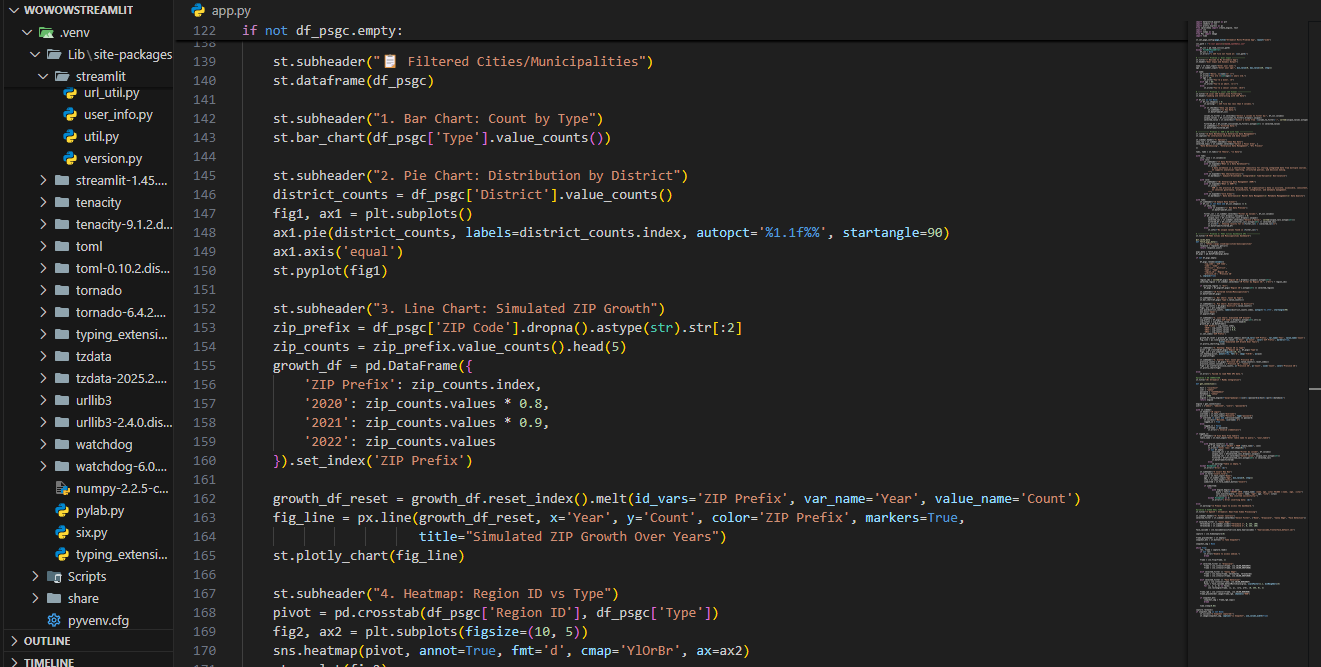 WOWOWSTREAMLIT
.venv
Lib\site-packages
streamlit
url_util.py
user_info.py
util.py
version.py
streamlit-1.45....
tenacity
tenacity-9.1.2.d...
toml
toml-0.10.2.dis...
tornado
tornado-6.4.2....
typing_extensi...
tzdata
tzdata-2025.2....
urllib3
urllib3-2.4.0.dis...
watchdog
watchdog-6.0....
numpy-2.2.5-c...
pylab.py
six.py
typing_extensi...
Scripts
share
pyvenv.cfg
OUTLINE
TIMELINE
app.py
122 if not df_psgc.empty:
138
139 st.subheader("📋 Filtered Cities/Municipalities")
140 st.dataframe(df_psgc)
141
142 st.subheader("1. Bar Chart: Count by Type")
143 st.bar_chart(df_psgc['Type'].value_counts())
144
145 st.subheader("2. Pie Chart: Distribution by District")
146 district_counts = df_psgc['District'].value_counts()
147 fig1, ax1 = plt.subplots()
148 ax1.pie(district_counts, labels=district_counts.index, autopct='%1.1f%%', startangle=90)
149 ax1.axis('equal')
150 st.pyplot(fig1)
151
152 st.subheader("3. Line Chart: Simulated ZIP Growth")
153 zip_prefix = df_psgc['ZIP Code'].dropna().astype(str).str[:2]
154 zip_counts = zip_prefix.value_counts().head(5)
155 growth_df = pd.DataFrame({
156 'ZIP Prefix': zip_counts.index,
157 '2020': zip_counts.values * 0.8,
158 '2021': zip_counts.values * 0.9,
159 '2022': zip_counts.values
160 }).set_index('ZIP Prefix')
161
162 growth_df_reset = growth_df.reset_index().melt(id_vars='ZIP Prefix', var_name='Year', value_name='Count')
163 fig_line = px.line(growth_df_reset, x='Year', y='Count', color='ZIP Prefix', markers=True,
164 title="Simulated ZIP Growth Over Years")
165 st.plotly_chart(fig_line)
166
167 st.subheader("4. Heatmap: Region ID vs Type")
168 pivot = pd.crosstab(df_psgc['Region ID'], df_psgc['Type'])
169 fig2, ax2 = plt.subplots(figsize=(10, 5))
170 sns.heatmap(pivot, annot=True, fmt='d', cmap='YlOrBr', ax=ax2)